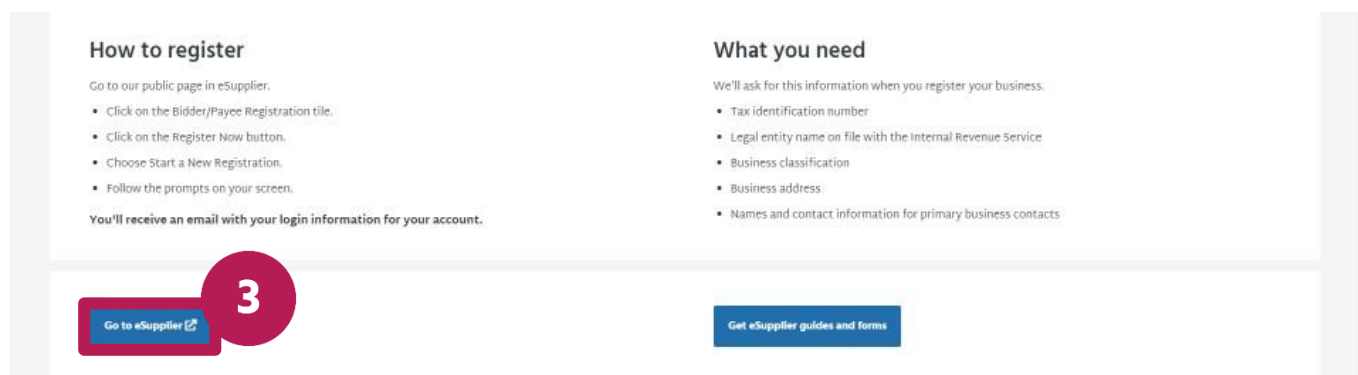 How to register
Go to our public page in eSupplier.
• Click on the Bidder/Payee Registration tile.
• Click on the Register Now button.
• Choose Start a New Registration.
• Follow the prompts on your screen.
You'll receive an email with your login information for your account.
What you need
We'll ask for this information when you register your business.
• Tax identification number
• Legal entity name on file with the Internal Revenue Service
• Business classification
• Business address
• Names and contact information for primary business contacts
3
Go to eSupplier
Get eSupplier guides and forms